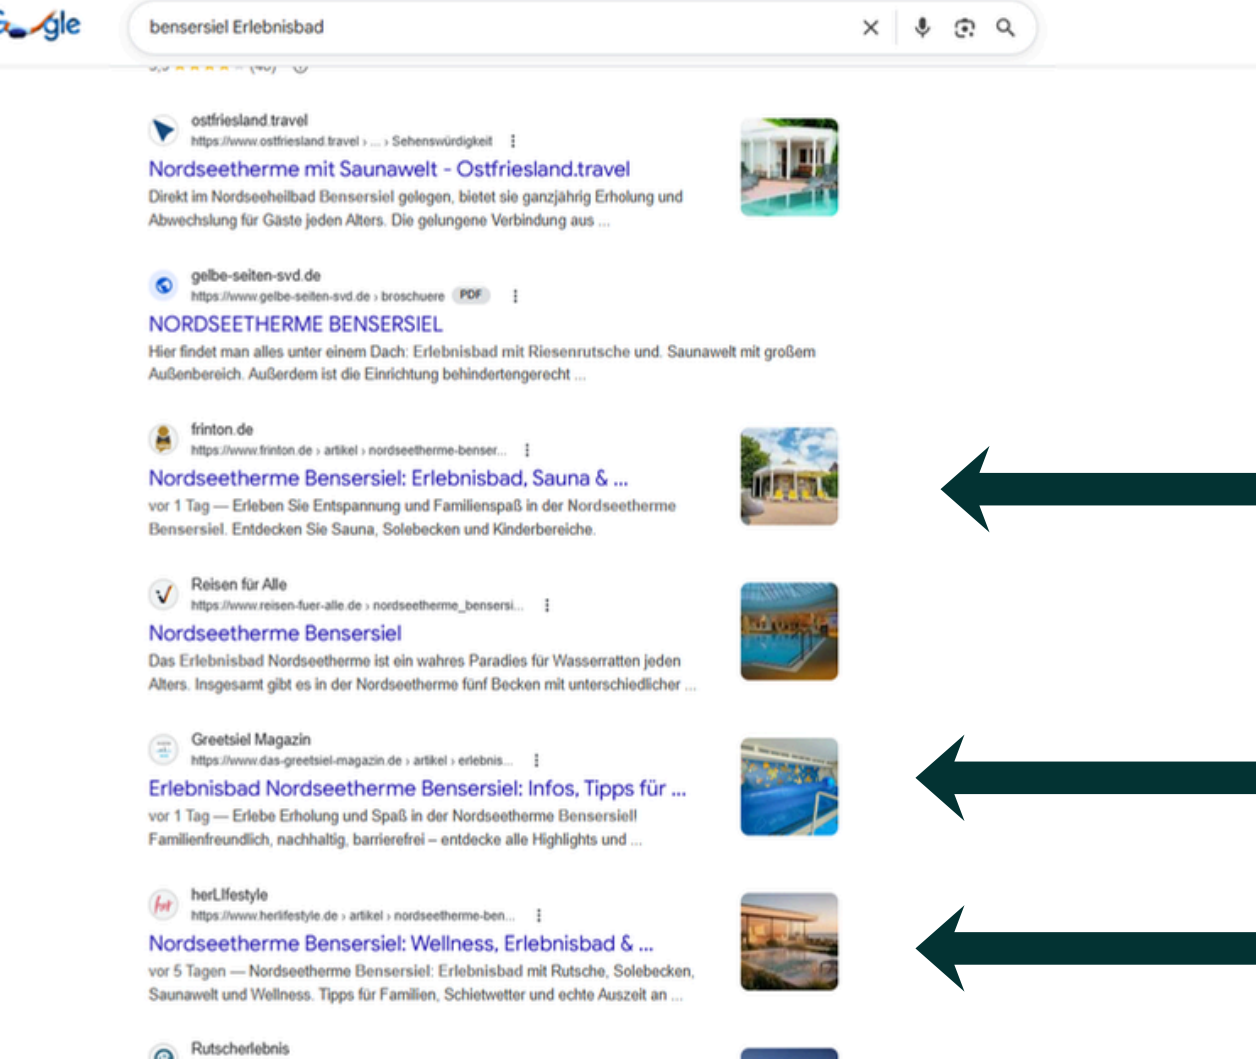 bensersiel Erlebnisbad
ostfriesland.travel
https://www.ostfriesland.travel › ... › Sehenswürdigkeit
Nordseetherme mit Saunawelt - Ostfriesland.travel
Direkt im Nordseeheilbad Bensersiel gelegen, bietet sie ganzjährig Erholung und
Abwechslung für Gäste jeden Alters. Die gelungene Verbindung aus ...
gelbe-seiten-svd.de
https://www.gelbe-seiten-svd.de › broschuere PDF
NORDSEETHERME BENSERSIEL
Hier findet man alles unter einem Dach: Erlebnisbad mit Riesenrutsche und. Saunawelt mit großem
Außenbereich. Außerdem ist die Einrichtung behindertengerecht ...
frinton.de
https://www.frinton.de › artikel › nordseetherme-benser...
Nordseetherme Bensersiel: Erlebnisbad, Sauna & ...
vor 1 Tag — Erleben Sie Entspannung und Familienspaß in der Nordseetherme
Bensersiel. Entdecken Sie Sauna, Solebecken und Kinderbereiche.
Reisen für Alle
https://www.reisen-fuer-alle.de › nordseetherme_bensersi...
Nordseetherme Bensersiel
Das Erlebnisbad Nordseetherme ist ein wahres Paradies für Wasserratten jeden
Alters. Insgesamt gibt es in der Nordseetherme fünf Becken mit unterschiedlicher ...
Greetsiel Magazin
https://www.das-greetsiel-magazin.de › artikel › erlebnis...
Erlebnisbad Nordseetherme Bensersiel: Infos, Tipps für ...
vor 1 Tag — Erlebe Erholung und Spaß in der Nordseetherme Bensersiel!
Familienfreundlich, nachhaltig, barrierefrei – entdecke alle Highlights und ...
herLIfestyle
https://www.herlifestyle.de › artikel › nordseetherme-ben...
Nordseetherme Bensersiel: Wellness, Erlebnisbad & ...
vor 5 Tagen — Nordseetherme Bensersiel: Erlebnisbad mit Rutsche, Solebecken,
Saunawelt und Wellness. Tipps für Familien, Schietwetter und echte Auszeit an ...
Rutscherlebnis